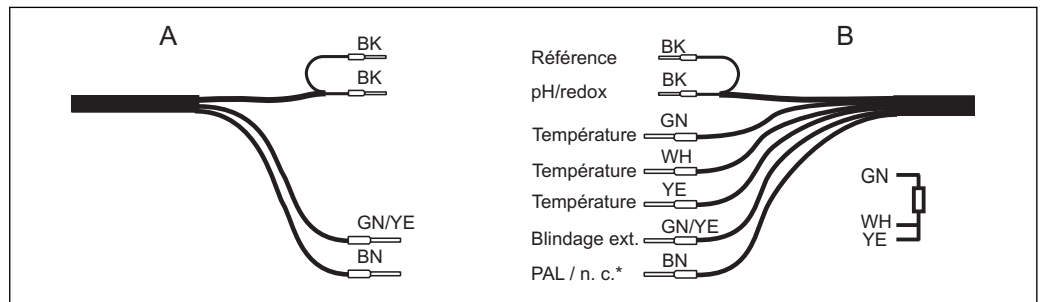 A
BK
BK
GN/YE
BN
B
Référence BK
pH/redox BK
Température GN
Température WH
Température YE
Blindage ext. GN/YE
PAL / n. c.* BN
GN
WH
YE